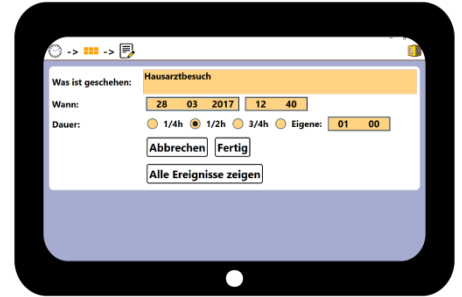 -> ->
Was ist geschehen: Hausarztbesuch
Wann: 28 03 2017 12 40
Dauer: 1/4h 1/2h 3/4h Eigene: 01 00
Abbrechen Fertig
Alle Ereignisse zeigen